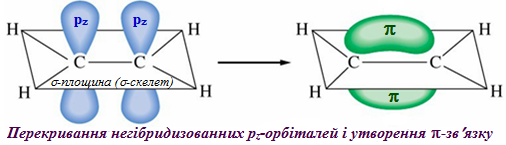 pz pz
H H
C C
σ-площина (σ-скелет)
H H
H π H
C C
H π H
Перекривання негібридизованних pz-орбіталей і утворення π-зв'язку